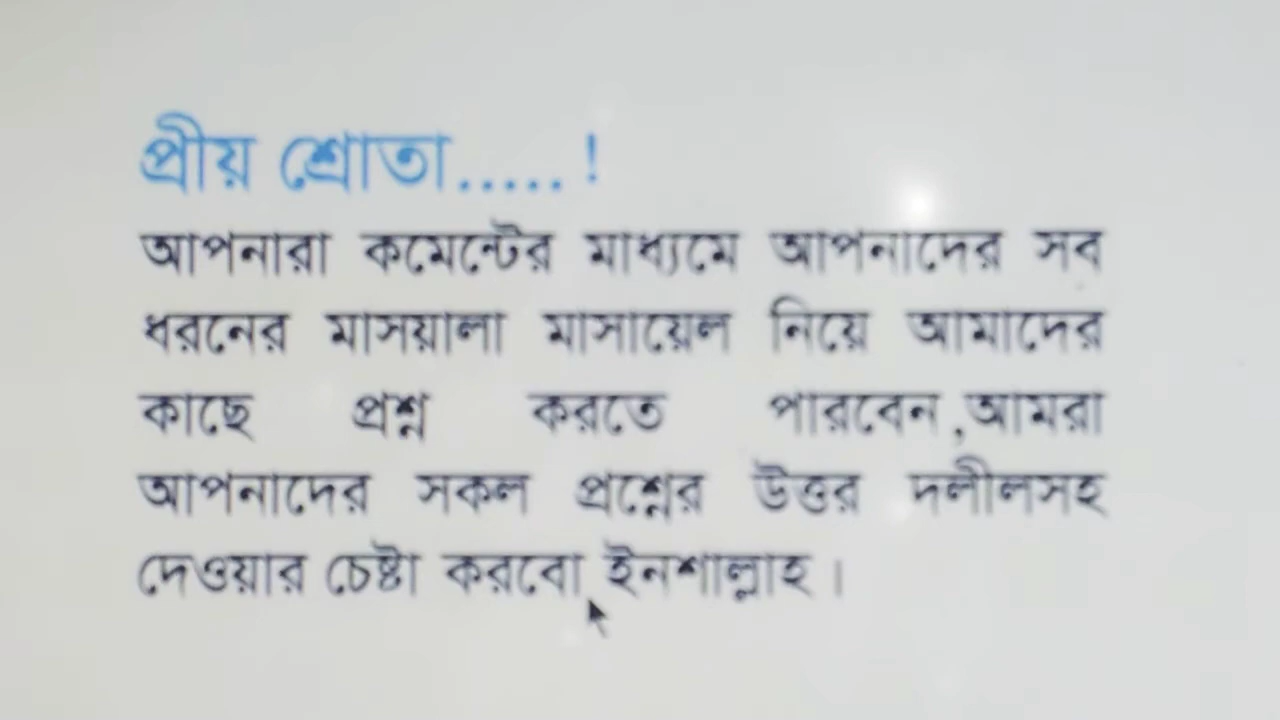 প্রীয় শ্রোতা.....!
আপনারা কমেন্টের মাধ্যমে আপনাদের সব
ধরনের মাসয়ালা মাসায়েল নিয়ে আমাদের
কাছে প্রশ্ন করতে পারবেন,আমরা
আপনাদের সকল প্রশ্নের উত্তর দলীলসহ
দেওয়ার চেষ্টা করবো ইনশাল্লাহ।